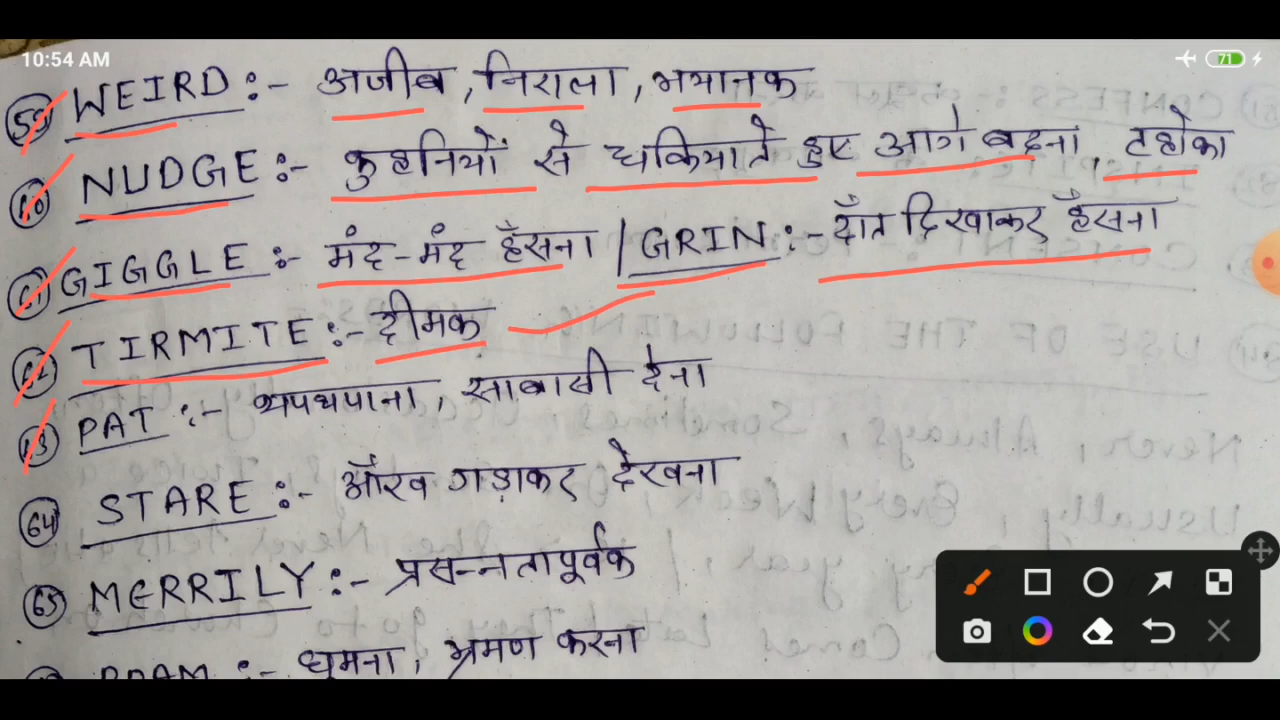 10:54 AM 71
59 WEIRD :- अजीब, निराला, भयानक
60 NUDGE :- कुहनियों से धकियाते हुए आगे बढ़ना, टहोका
61 GIGGLE :- मंद-मंद हँसना / GRIN :- दाँत दिखाकर हँसना
62 TIRMITE :- दीमक
63 PAT :- थपथपाना, साबासी देना
64 STARE :- आँख गड़ाकर देखना
65 MERRILY :- प्रसन्नतापूर्वक
:- घूमना, भ्रमण करना